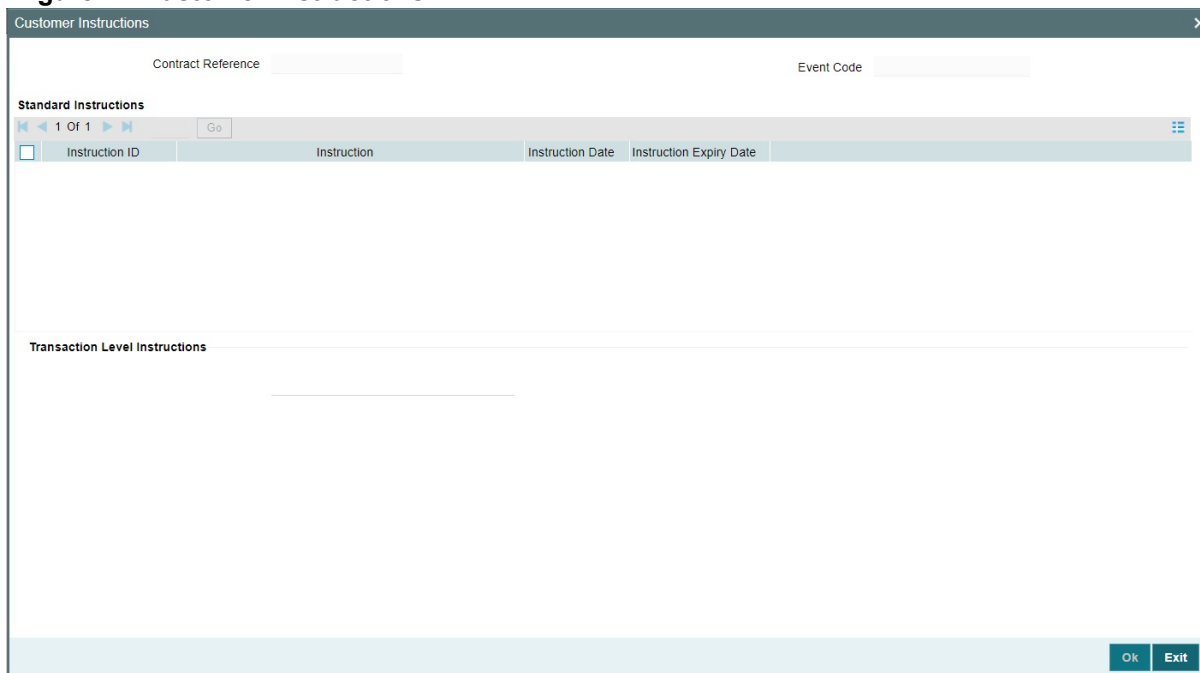 Customer Instructions
Contract Reference
Event Code
Standard Instructions
1 Of 1 Go
Instruction ID Instruction Instruction Date Instruction Expiry Date
Transaction Level Instructions
Ok Exit